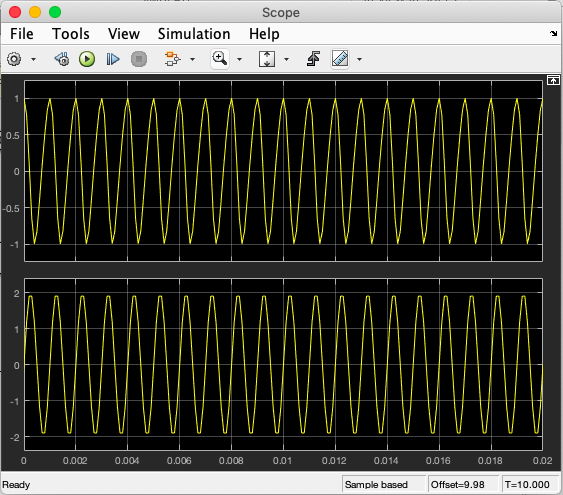 Scope
File Tools View Simulation Help
1
0.5
0
-0.5
-1
2
1
0
-1
-2
0 0.002 0.004 0.006 0.008 0.01 0.012 0.014 0.016 0.018 0.02
Ready Sample based Offset=9.98 T=10.000